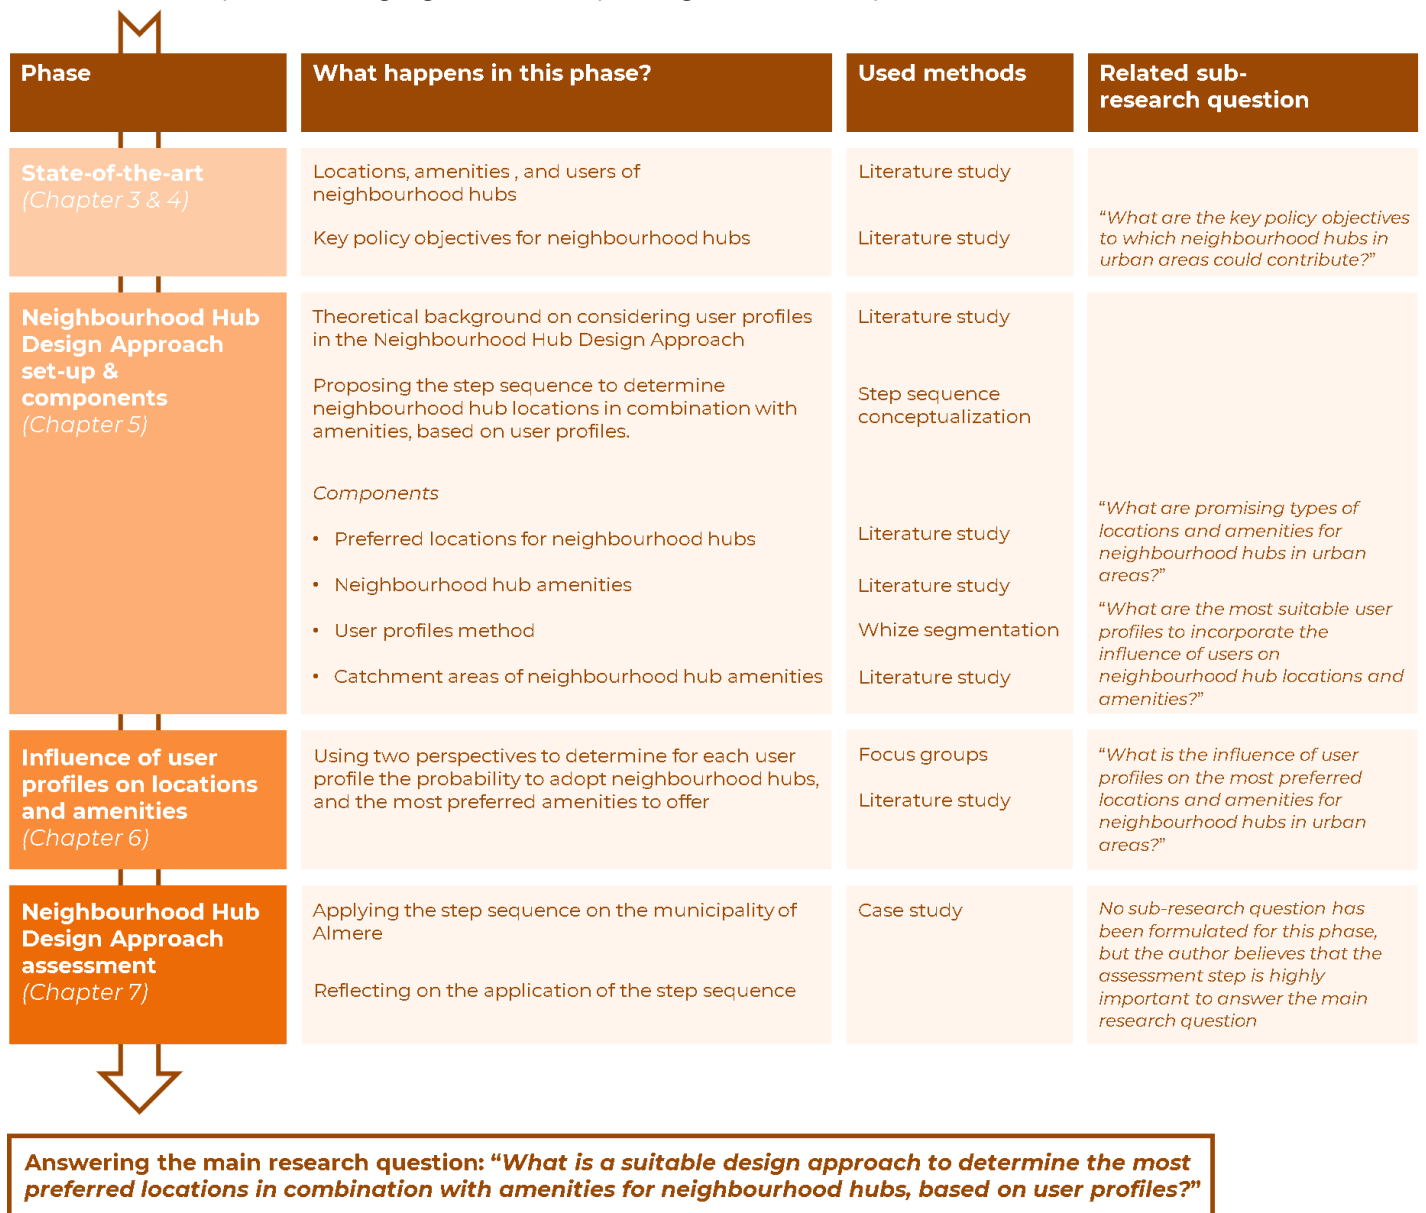 Phase
What happens in this phase?
Used methods
Related sub-
research question
State-of-the-art
(Chapter 3 & 4)
Locations, amenities , and users of
neighbourhood hubs
Literature study
Key policy objectives for neighbourhood hubs
Literature study
“What are the key policy objectives
to which neighbourhood hubs in
urban areas could contribute?”
Neighbourhood Hub
Design Approach
set-up &
components
(Chapter 5)
Theoretical background on considering user profiles
in the Neighbourhood Hub Design Approach
Literature study
Proposing the step sequence to determine
neighbourhood hub locations in combination with
amenities, based on user profiles.
Step sequence
conceptualization
Components
• Preferred locations for neighbourhood hubs
Literature study
• Neighbourhood hub amenities
Literature study
• User profiles method
Whize segmentation
• Catchment areas of neighbourhood hub amenities
Literature study
“What are promising types of
locations and amenities for
neighbourhood hubs in urban
areas?”
“What are the most suitable user
profiles to incorporate the
influence of users on
neighbourhood hub locations and
amenities?”
Influence of user
profiles on locations
and amenities
(Chapter 6)
Using two perspectives to determine for each user
profile the probability to adopt neighbourhood hubs,
and the most preferred amenities to offer
Focus groups
Literature study
“What is the influence of user
profiles on the most preferred
locations and amenities for
neighbourhood hubs in urban
areas?”
Neighbourhood Hub
Design Approach
assessment
(Chapter 7)
Applying the step sequence on the municipality of
Almere
Reflecting on the application of the step sequence
Case study
No sub-research question has
been formulated for this phase,
but the author believes that the
assessment step is highly
important to answer the main
research question
Answering the main research question: “What is a suitable design approach to determine the most
preferred locations in combination with amenities for neighbourhood hubs, based on user profiles?”